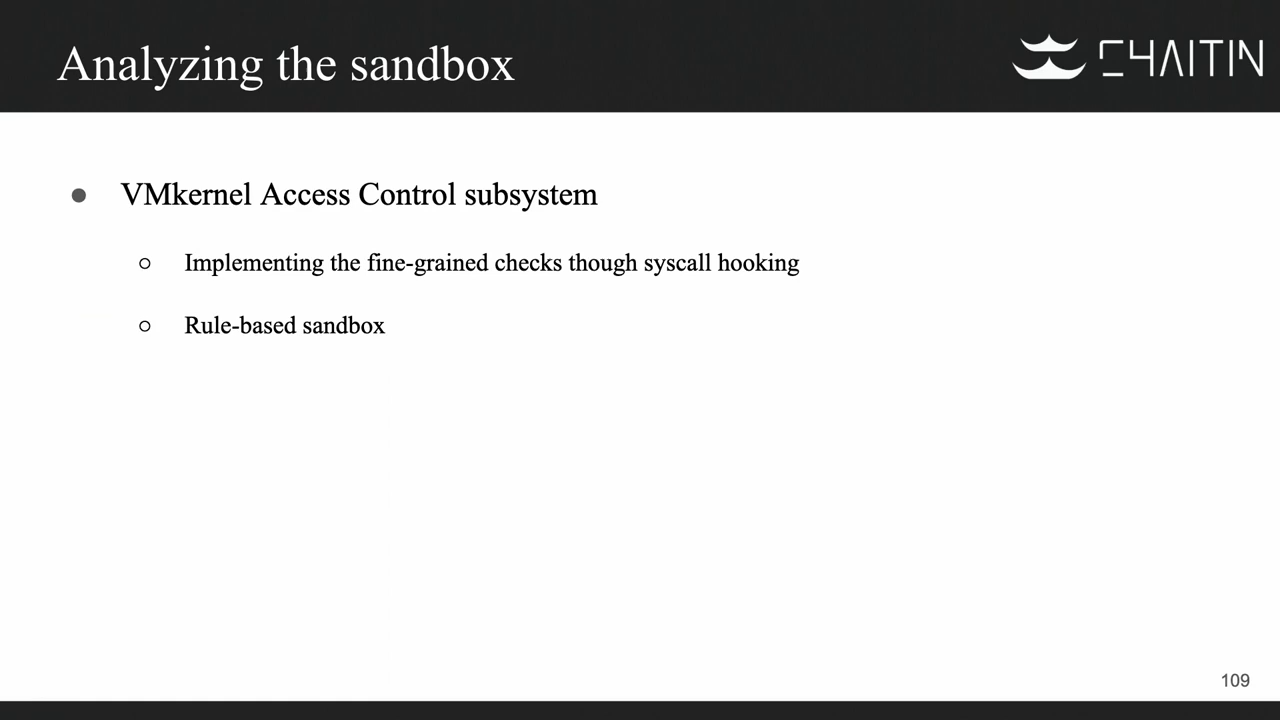 Analyzing the sandbox
CHAITIN
● VMkernel Access Control subsystem
○ Implementing the fine-grained checks though syscall hooking
○ Rule-based sandbox
109